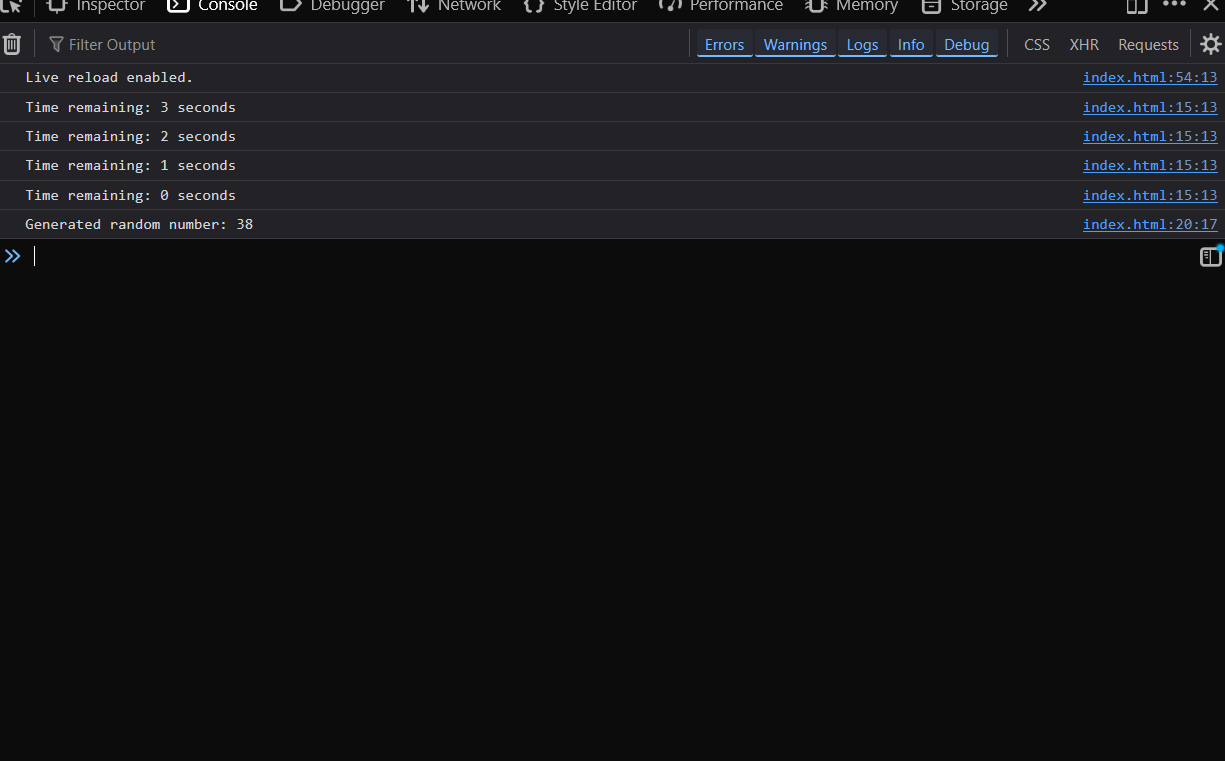 Inspector Console Debugger Network Style Editor Performance Memory Storage
Filter Output Errors Warnings Logs Info Debug CSS XHR Requests
Live reload enabled. index.html:54:13
Time remaining: 3 seconds index.html:15:13
Time remaining: 2 seconds index.html:15:13
Time remaining: 1 seconds index.html:15:13
Time remaining: 0 seconds index.html:15:13
Generated random number: 38 index.html:20:17